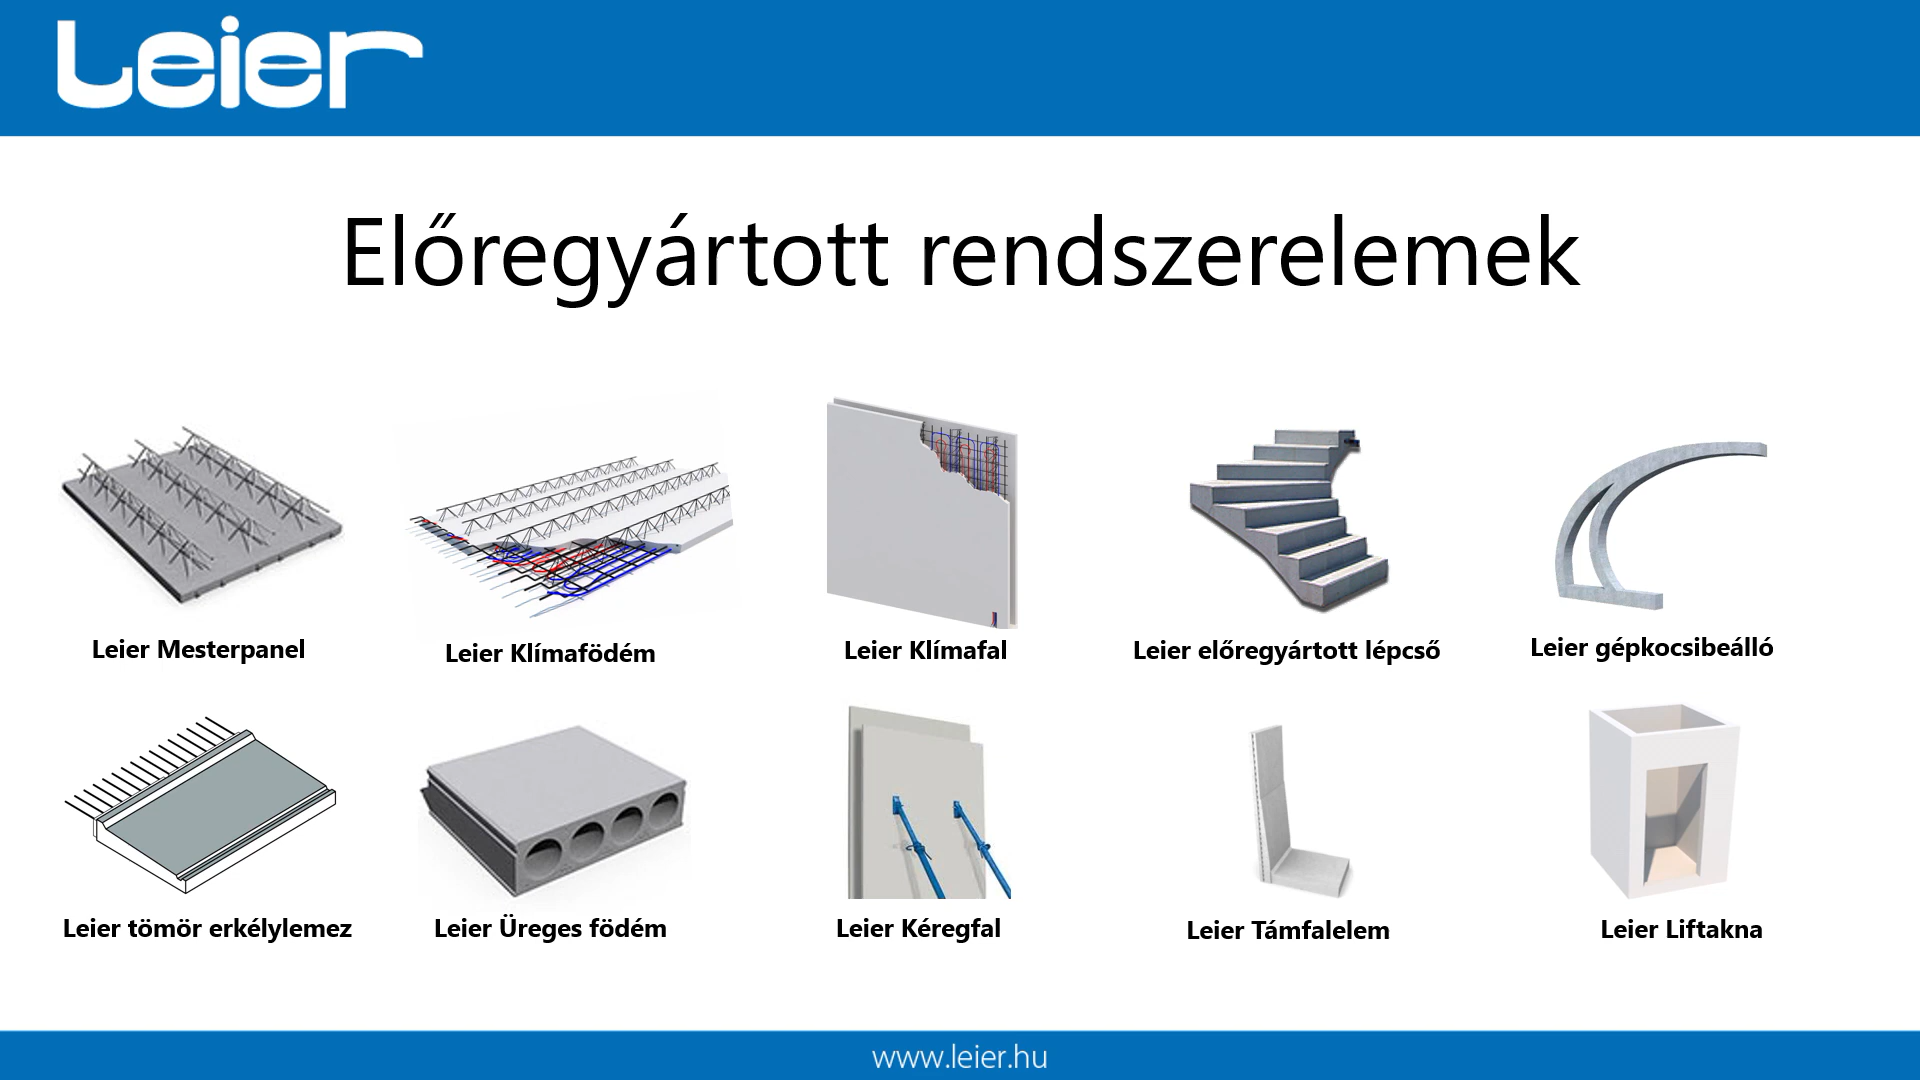 Leier
Előregyártott rendszerelemek
Leier Mesterpanel
Leier Klímafödém
Leier Klímafal
Leier előregyártott lépcső
Leier gépkocsibeálló
Leier tömör erkélylemez
Leier Üreges födém
Leier Kéregfal
Leier Támfalelem
Leier Liftakna
www.leier.hu